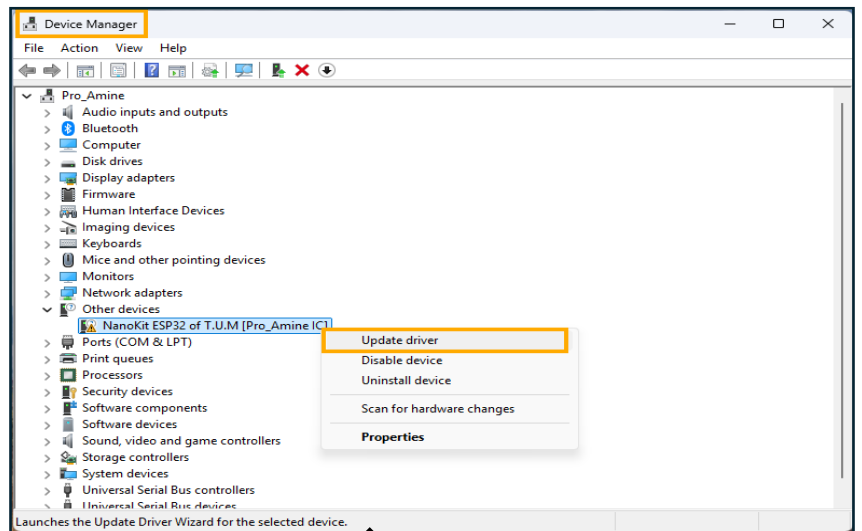 Device Manager
File Action View Help
Pro_Amine
Audio inputs and outputs
Bluetooth
Computer
Disk drives
Display adapters
Firmware
Human Interface Devices
Imaging devices
Keyboards
Mice and other pointing devices
Monitors
Network adapters
Other devices
NanoKit ESP32 of T.U.M [Pro_Amine IC]
Ports (COM & LPT)
Print queues
Processors
Security devices
Software components
Software devices
Sound, video and game controllers
Storage controllers
System devices
Universal Serial Bus controllers
Universal Serial Bus devices
Update driver
Disable device
Uninstall device
Scan for hardware changes
Properties
Launches the Update Driver Wizard for the selected device.